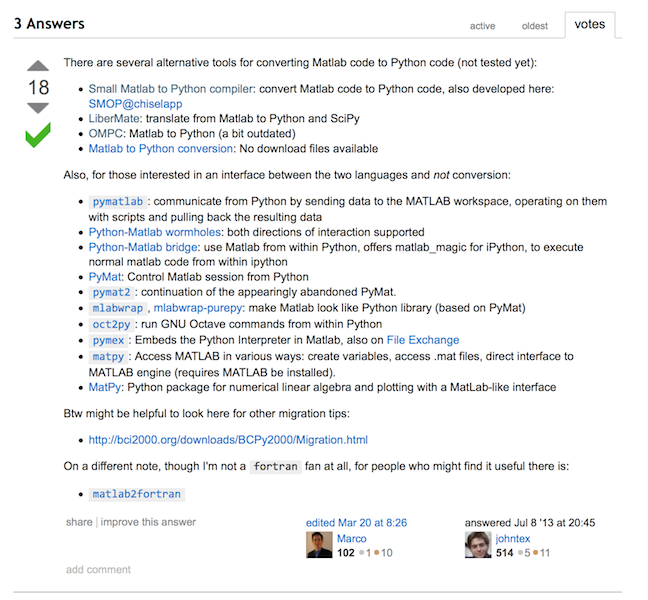 3 Answers
active oldest votes
There are several alternative tools for converting Matlab code to Python code (not tested yet):
18
• Small Matlab to Python compiler: convert Matlab code to Python code, also developed here:
SMOP@chiselapp
• LiberMate: translate from Matlab to Python and SciPy
• OMPC: Matlab to Python (a bit outdated)
• Matlab to Python conversion: No download files available
Also, for those interested in an interface between the two languages and not conversion:
• pymatlab : communicate from Python by sending data to the MATLAB workspace, operating on them
with scripts and pulling back the resulting data
• Python-Matlab wormholes: both directions of interaction supported
• Python-Matlab bridge: use Matlab from within Python, offers matlab_magic for iPython, to execute
normal matlab code from within ipython
• PyMat: Control Matlab session from Python
• pymat2 : continuation of the appearingly abandoned PyMat.
• mlabwrap , mlabwrap-purepy: make Matlab look like Python library (based on PyMat)
• oct2py : run GNU Octave commands from within Python
• pymex : Embeds the Python Interpreter in Matlab, also on File Exchange
• matpy : Access MATLAB in various ways: create variables, access .mat files, direct interface to
MATLAB engine (requires MATLAB be installed).
• MatPy: Python package for numerical linear algebra and plotting with a MatLab-like interface
Btw might be helpful to look here for other migration tips:
• http://bci2000.org/downloads/BCPy2000/Migration.html
On a different note, though I'm not a fortran fan at all, for people who might find it useful there is:
• matlab2fortran
share | improve this answer edited Mar 20 at 8:26 answered Jul 8 '13 at 20:45
Marco johntex
102 ●1 ●10 514 ●5 ●11
add comment